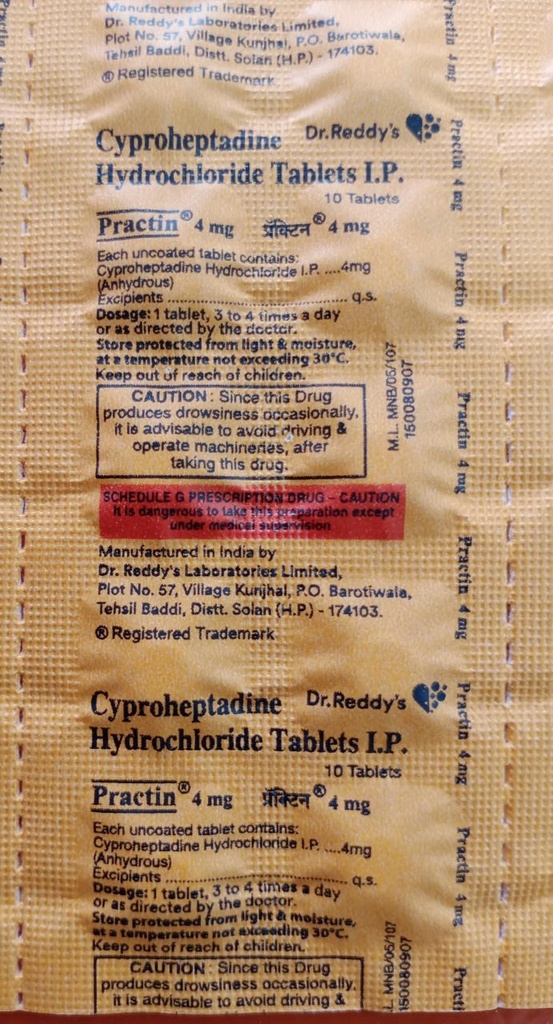 Manufactured in India by
Dr. Reddy's Laboratories Limited,
Plot No. 57, Village Kunjhal, P.O. Barotiwala,
Tehsil Baddi, Distt. Solan (H.P.) - 174103.
® Registered Trademark
Cyproheptadine Dr.Reddy's
Hydrochloride Tablets I.P.
10 Tablets
Practin® 4 mg प्रॅक्टिन® 4 mg
Each uncoated tablet contains:
Cyproheptadine Hydrochloride I.P. ....4mg
(Anhydrous)
Excipients .............................................. q.s.
Dosage: 1 tablet, 3 to 4 times a day
or as directed by the doctor.
Store protected from light & moisture,
at a temperature not exceeding 30°C.
Keep out of reach of children.
CAUTION : Since this Drug
produces drowsiness occasionally,
it is advisable to avoid driving &
operate machineries, after
taking this drug.
M.L. MNB/05/107
150080907
SCHEDULE G PRESCRIPTION DRUG - CAUTION
It is dangerous to take this preparation except
under medical supervision
Manufactured in India by
Dr. Reddy's Laboratories Limited,
Plot No. 57, Village Kunjhal, P.O. Barotiwala,
Tehsil Baddi, Distt. Solan (H.P.) - 174103.
® Registered Trademark
Cyproheptadine Dr.Reddy's
Hydrochloride Tablets I.P.
10 Tablets
Practin® 4 mg प्रॅक्टिन® 4 mg
Each uncoated tablet contains:
Cyproheptadine Hydrochloride I.P. ....4mg
(Anhydrous)
Excipients .............................................. q.s.
Dosage: 1 tablet, 3 to 4 times a day
or as directed by the doctor.
Store protected from light & moisture,
at a temperature not exceeding 30°C.
Keep out of reach of children.
CAUTION : Since this Drug
produces drowsiness occasionally,
it is advisable to avoid driving &
MNB/05/107
150080907
4 mg
Practin 4 mg
Practin 4 mg
Practin 4 mg
Practin 4 mg
Practin 4 mg
Practin 4 mg